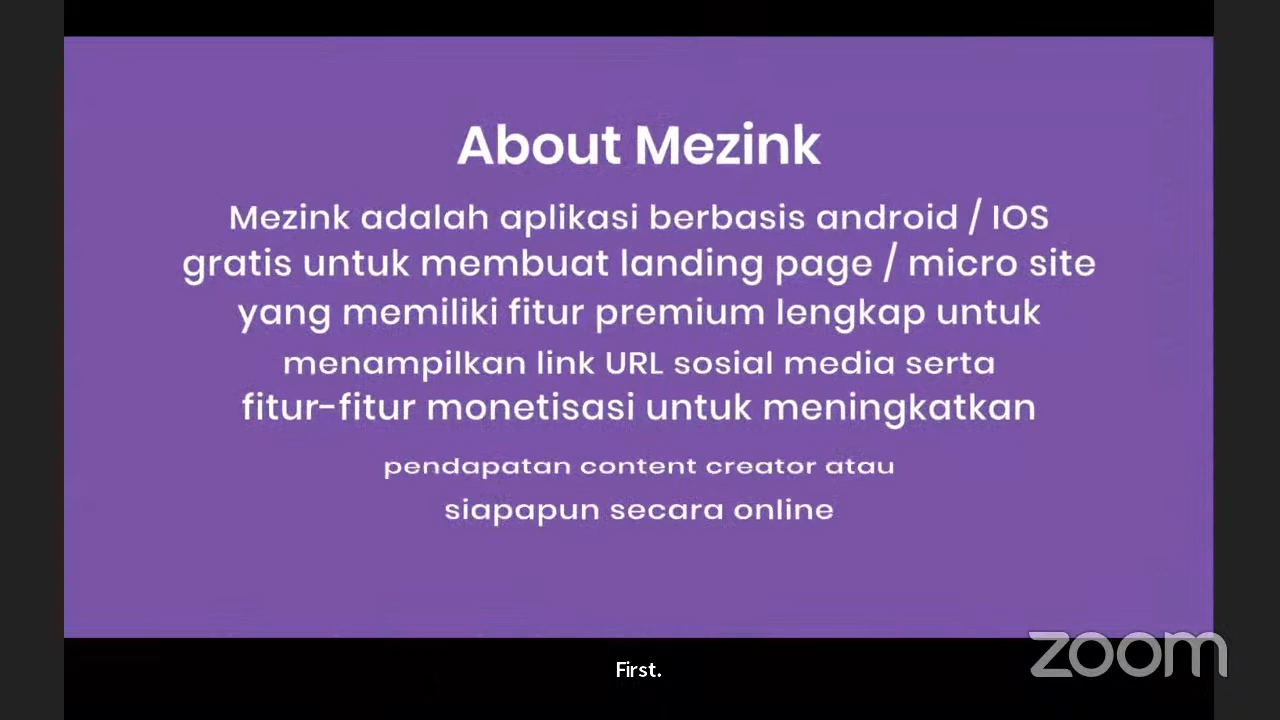 About Mezink
Mezink adalah aplikasi berbasis android / IOS
gratis untuk membuat landing page / micro site
yang memiliki fitur premium lengkap untuk
menampilkan link URL sosial media serta
fitur-fitur monetisasi untuk meningkatkan
pendapatan content creator atau
siapapun secara online
zoom
First.